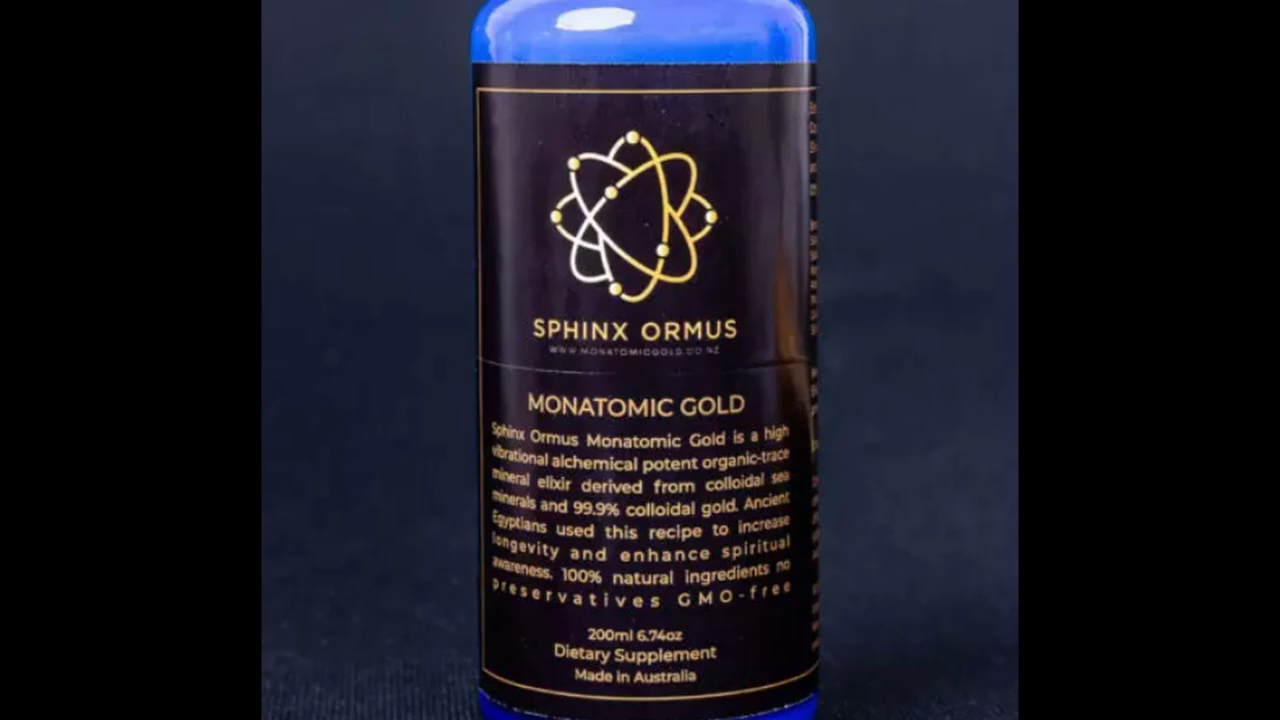 SPHINX ORMUS
WWW.MONATOMICGOLD.CO.NZ
MONATOMIC GOLD
Sphinx Ormus Monatomic Gold is a high
vibrational alchemical potent organic-trace
mineral elixir derived from colloidal sea
minerals and 99.9% colloidal gold. Ancient
Egyptians used this recipe to increase
longevity and enhance spiritual
awareness. 100% natural ingredients no
preservatives GMO-free
200ml 6.74oz
Dietary Supplement
Made in Australia